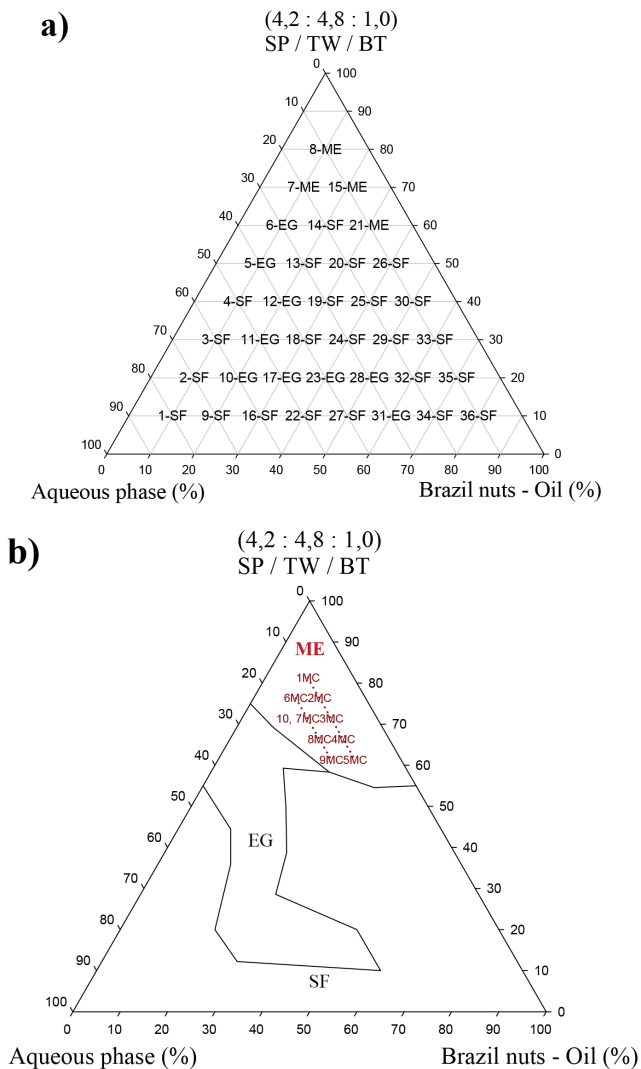 a)
(4,2 : 4,8 : 1,0)
SP / TW / BT
0 100
10 90
20 8-ME 80
30 7-ME 15-ME 70
40 6-EG 14-SF 21-ME 60
50 5-EG 13-SF 20-SF 26-SF 50
60 4-SF 12-EG 19-SF 25-SF 30-SF 40
70 3-SF 11-EG 18-SF 24-SF 29-SF 33-SF 30
80 2-SF 10-EG 17-EG 23-EG 28-EG 32-SF 35-SF 20
90 1-SF 9-SF 16-SF 22-SF 27-SF 31-EG 34-SF 36-SF 10
100 0
0 10 20 30 40 50 60 70 80 90 100
Aqueous phase (%) Brazil nuts - Oil (%)
b)
(4,2 : 4,8 : 1,0)
SP / TW / BT
0 100
10 90
ME
20 1MC 80
6MC2MC
30 10, 7MC3MC 70
8MC4MC
40 9MC5MC 60
50 50
60 EG 40
70 30
80 20
90 SF 10
100 0
0 10 20 30 40 50 60 70 80 90 100
Aqueous phase (%) Brazil nuts - Oil (%)